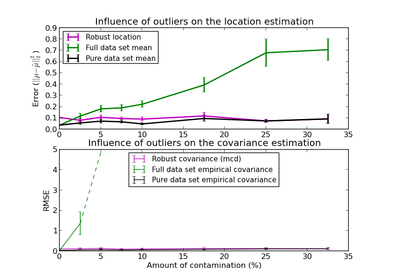 Influence of outliers on the location estimation
0.9
0.8
0.7
0.6
0.5
0.4
0.3
0.2
0.1
0.0
Error (||μ−μ̂||₂²)
Robust location
Full data set mean
Pure data set mean
0 5 10 15 20 25 30 35
Influence of outliers on the covariance estimation
5
4
3
2
1
0
RMSE
Robust covariance (mcd)
Full data set empirical covariance
Pure data set empirical covariance
0 5 10 15 20 25 30 35
Amount of contamination (%)